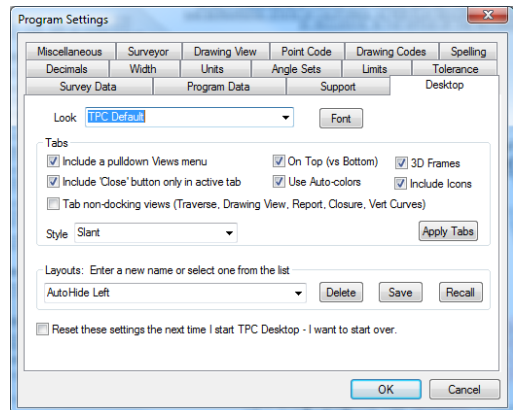 Program Settings
Miscellaneous Surveyor Drawing View Point Code Drawing Codes Spelling
Decimals Width Units Angle Sets Limits Tolerance
Survey Data Program Data Support Desktop
Look TPC Default Font
Tabs
Include a pulldown Views menu On Top (vs Bottom) 3D Frames
Include 'Close' button only in active tab Use Auto-colors Include Icons
Tab non-docking views (Traverse, Drawing View, Report, Closure, Vert Curves)
Style Slant Apply Tabs
Layouts: Enter a new name or select one from the list
AutoHide Left Delete Save Recall
Reset these settings the next time I start TPC Desktop - I want to start over.
OK Cancel